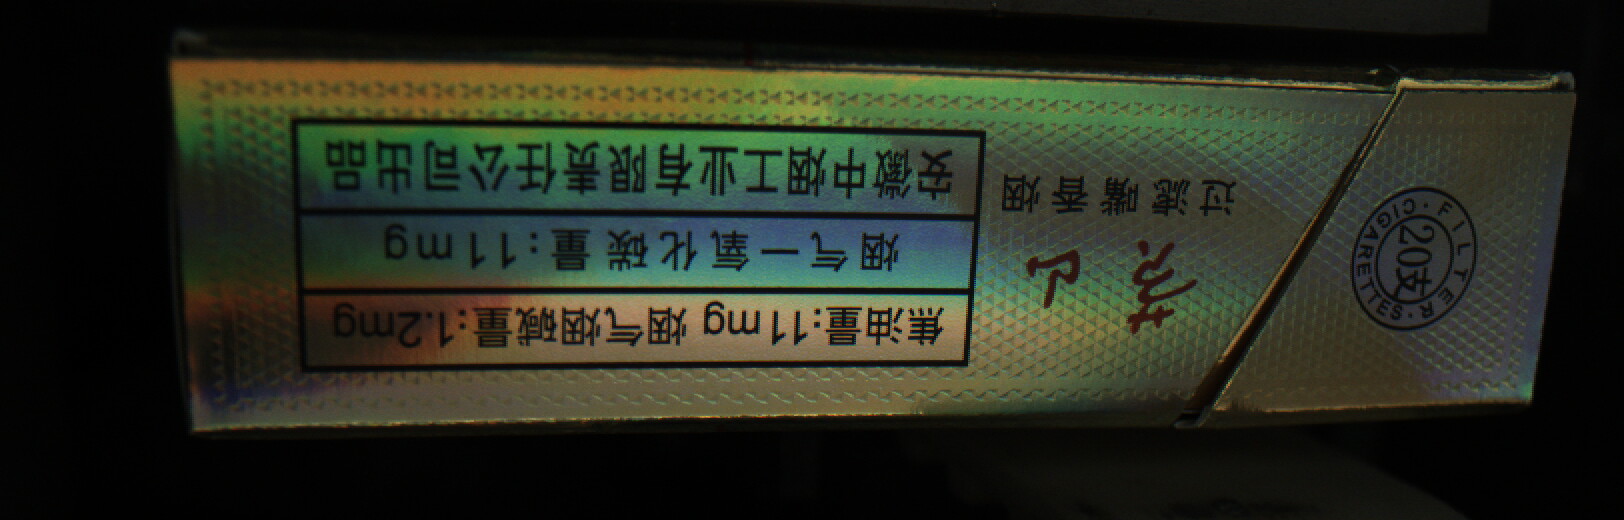 FILTER·CIGARETTES·
20支
黄山
过滤嘴香烟
焦油量:11mg 烟气烟碱量:1.2mg
烟气一氧化碳量:11mg
安徽中烟工业有限责任公司出品